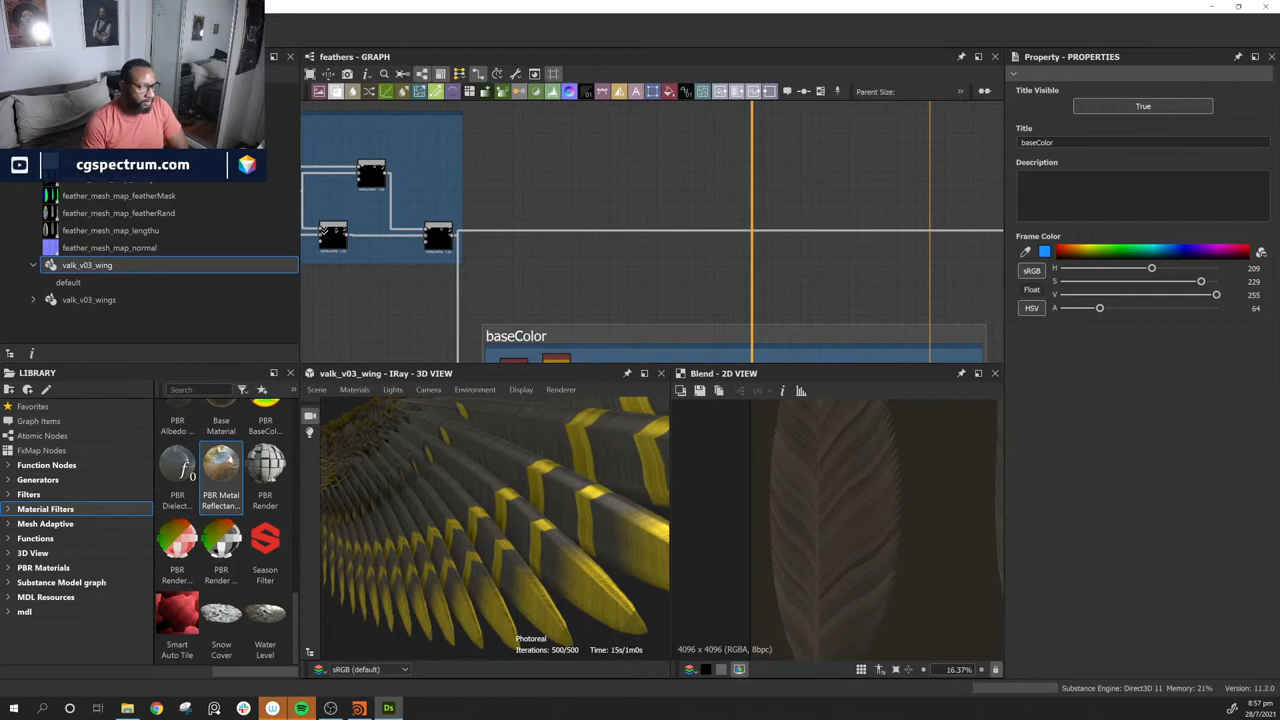 feathers - GRAPH
Property - PROPERTIES
Parent Size:
Title Visible
True
Title
baseColor
Description
Frame Color
sRGB
Float
HSV
H
209
S
229
V
255
A
64
cgspectrum.com
feather_mesh_map_featherMask
feather_mesh_map_featherRand
feather_mesh_map_lengthu
feather_mesh_map_normal
valk_v03_wing
default
valk_v03_wings
baseColor
LIBRARY
Search
Favorites
Graph Items
Atomic Nodes
FxMap Nodes
Function Nodes
Generators
Filters
Material Filters
Mesh Adaptive
Functions
3D View
PBR Materials
Substance Model graph
MDL Resources
mdl
PBR
Albedo ...
Base
Material
PBR
BaseCol...
PBR
Dielect...
PBR Metal
Reflectan...
PBR
Render
PBR
Render...
PBR
Render ...
Season
Filter
Smart
Auto Tile
Snow
Cover
Water
Level
valk_v03_wing - IRay - 3D VIEW
Scene Materials Lights Camera Environment Display Renderer
Photoreal
Iterations: 500/500 Time: 15s/1m0s
sRGB (default)
Blend - 2D VIEW
UV
4096 x 4096 (RGBA, 8bpc)
16.37%
Substance Engine: Direct3D 11 Memory: 21% Version: 11.2.0
Ds
8:57 pm
28/7/2021